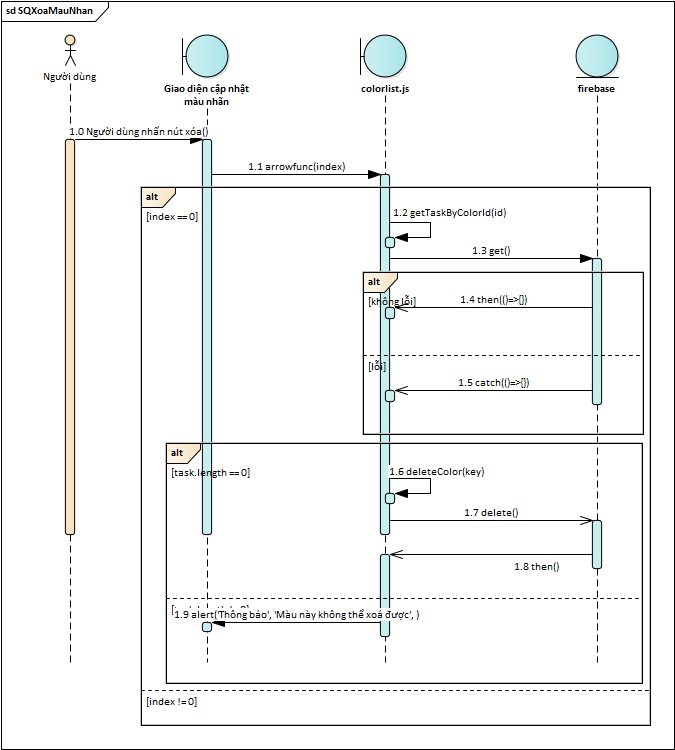 sd SQXoaMauNhan
Người dùng
Giao diện cập nhật
màu nhãn
colorlist.js
firebase
1.0 Người dùng nhấn nút xóa()
1.1 arrowfunc(index)
alt
[index == 0]
1.2 getTaskByColorId(id)
1.3 get()
alt
[không lỗi]
1.4 then(()=>{})
[lỗi]
1.5 catch(()=>{})
alt
[task.length == 0]
1.6 deleteColor(key)
1.7 delete()
1.8 then()
1.9 alert('Thông báo', 'Màu này không thể xoá được', )
[index != 0]